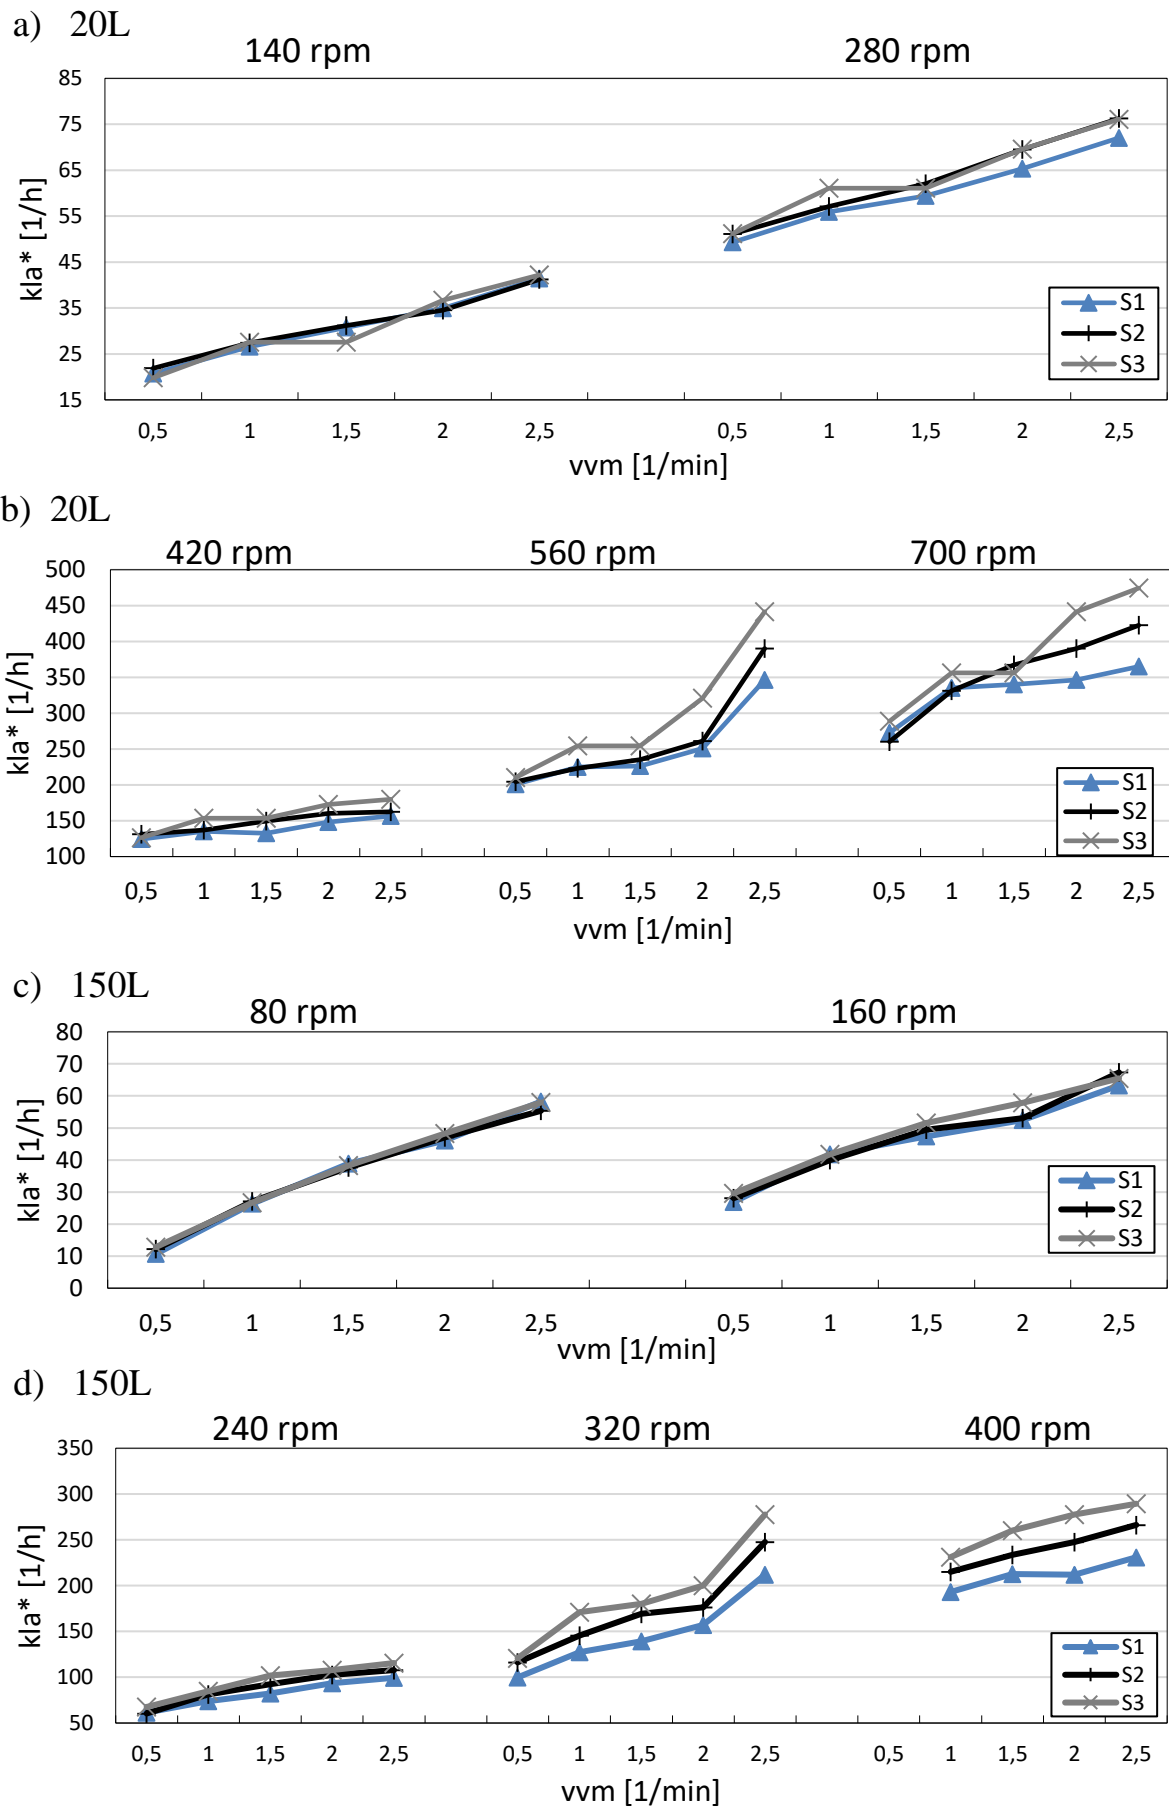 a) 20L
140 rpm 280 rpm
85
75
65
55
45
35
25
15
kla* [1/h]
S1
S2
S3
0,5 1 1,5 2 2,5 0,5 1 1,5 2 2,5
vvm [1/min]
b) 20L
420 rpm 560 rpm 700 rpm
500
450
400
350
300
250
200
150
100
kla* [1/h]
S1
S2
S3
0,5 1 1,5 2 2,5 0,5 1 1,5 2 2,5 0,5 1 1,5 2 2,5
vvm [1/min]
c) 150L
80 rpm 160 rpm
80
70
60
50
40
30
20
10
0
kla* [1/h]
S1
S2
S3
0,5 1 1,5 2 2,5 0,5 1 1,5 2 2,5
vvm [1/min]
d) 150L
240 rpm 320 rpm 400 rpm
350
300
250
200
150
100
50
kla* [1/h]
S1
S2
S3
0,5 1 1,5 2 2,5 0,5 1 1,5 2 2,5 0,5 1 1,5 2 2,5
vvm [1/min]